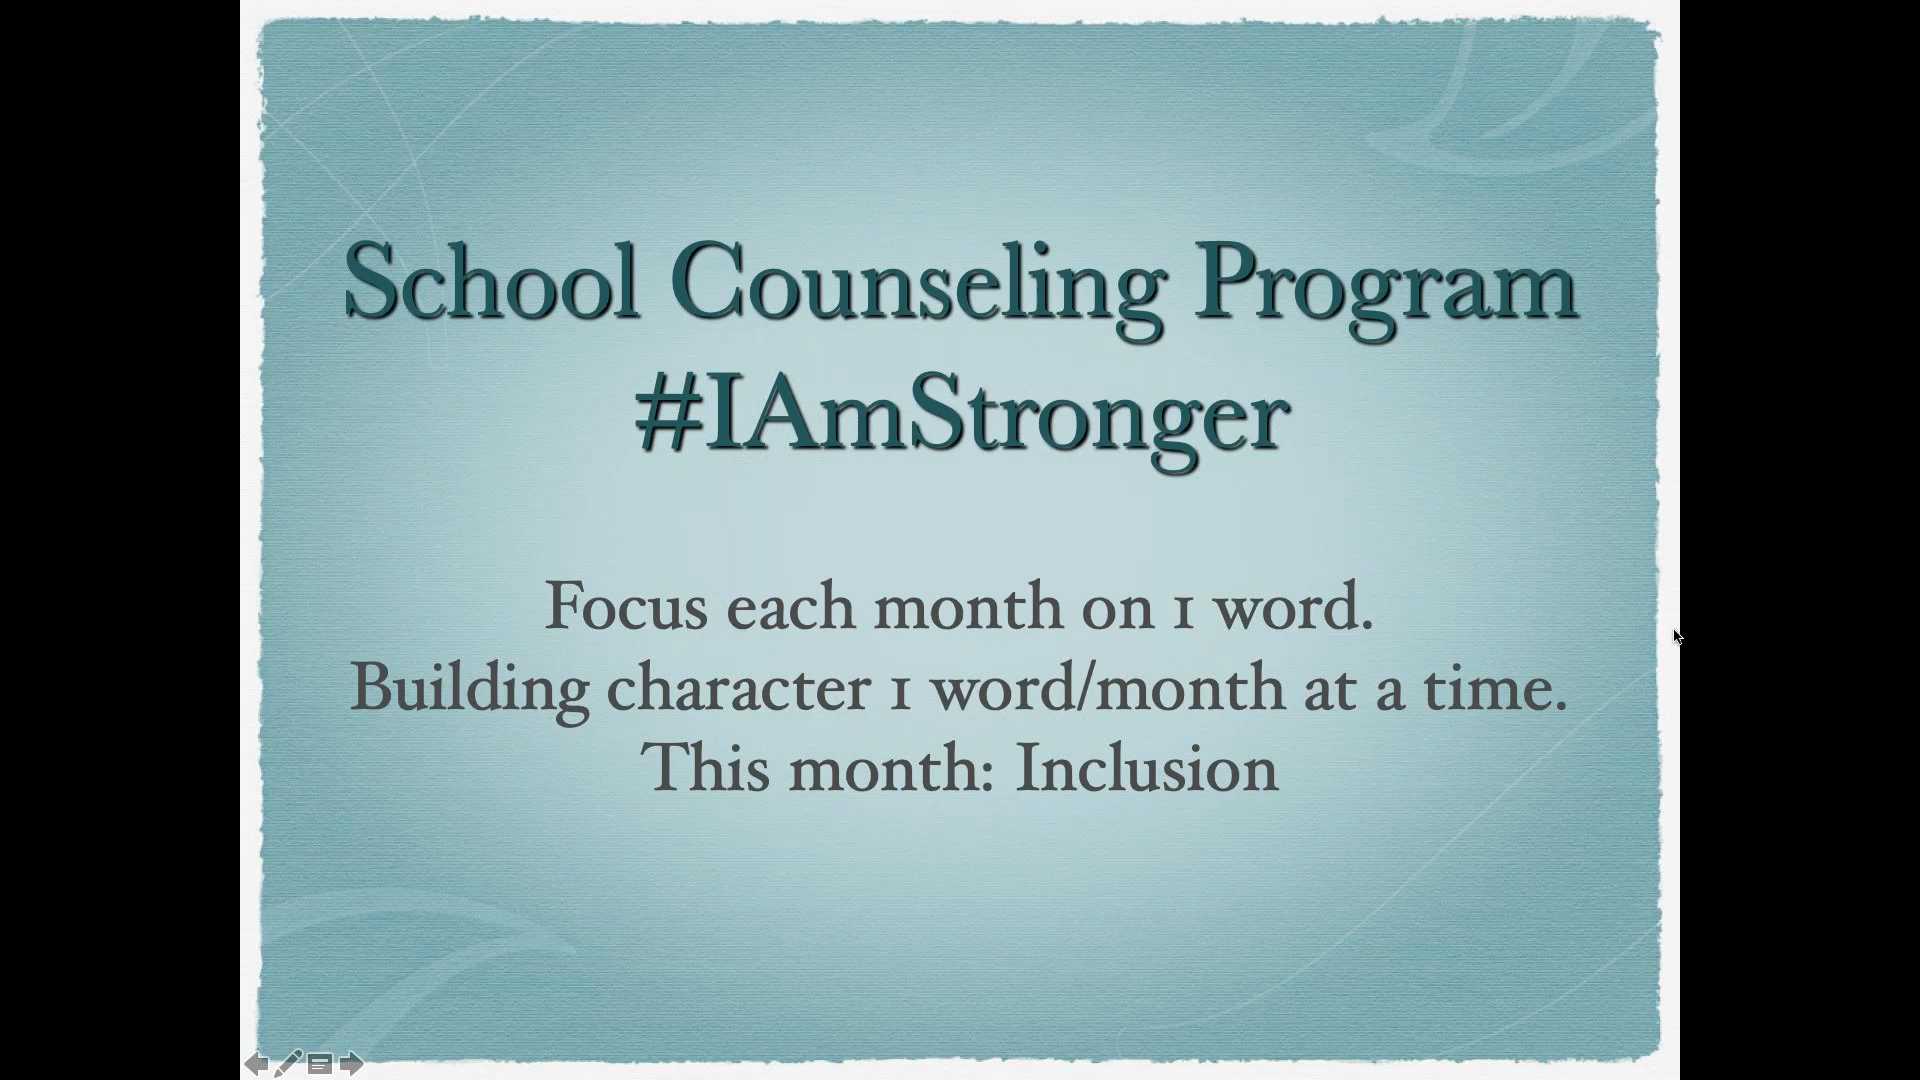 School Counseling Program
#IAmStronger
Focus each month on 1 word.
Building character 1 word/month at a time.
This month: Inclusion